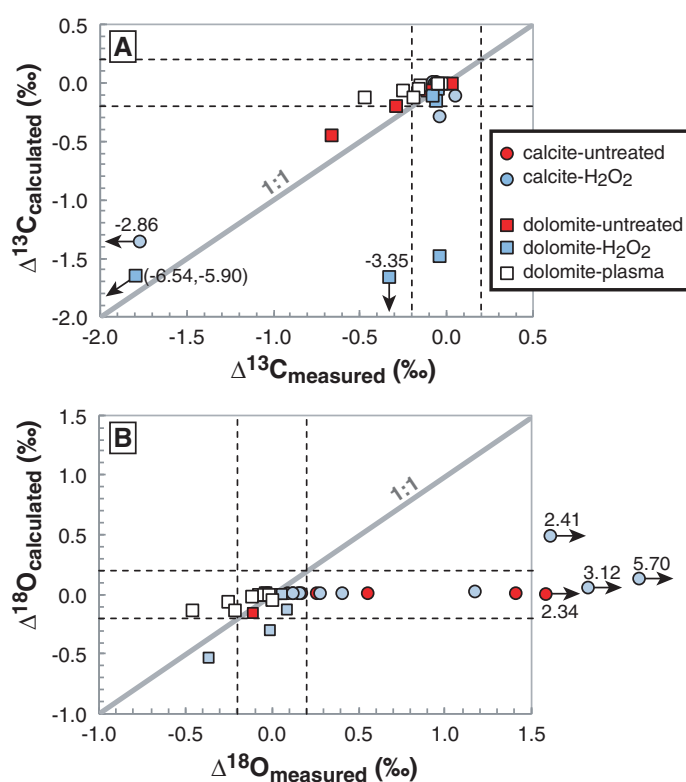 A
0.5
0.0
-0.5
-1.0
-1.5
-2.0
Δ13Ccalculated (‰)
1:1
-2.86
(-6.54,-5.90)
-3.35
-2.0 -1.5 -1.0 -0.5 0.0 0.5
Δ13Cmeasured (‰)
calcite-untreated
calcite-H2O2
dolomite-untreated
dolomite-H2O2
dolomite-plasma
B
1.5
1.0
0.5
0.0
-0.5
-1.0
Δ18Ocalculated (‰)
1:1
2.41
5.70
3.12
2.34
-1.0 -0.5 0.0 0.5 1.0 1.5
Δ18Omeasured (‰)